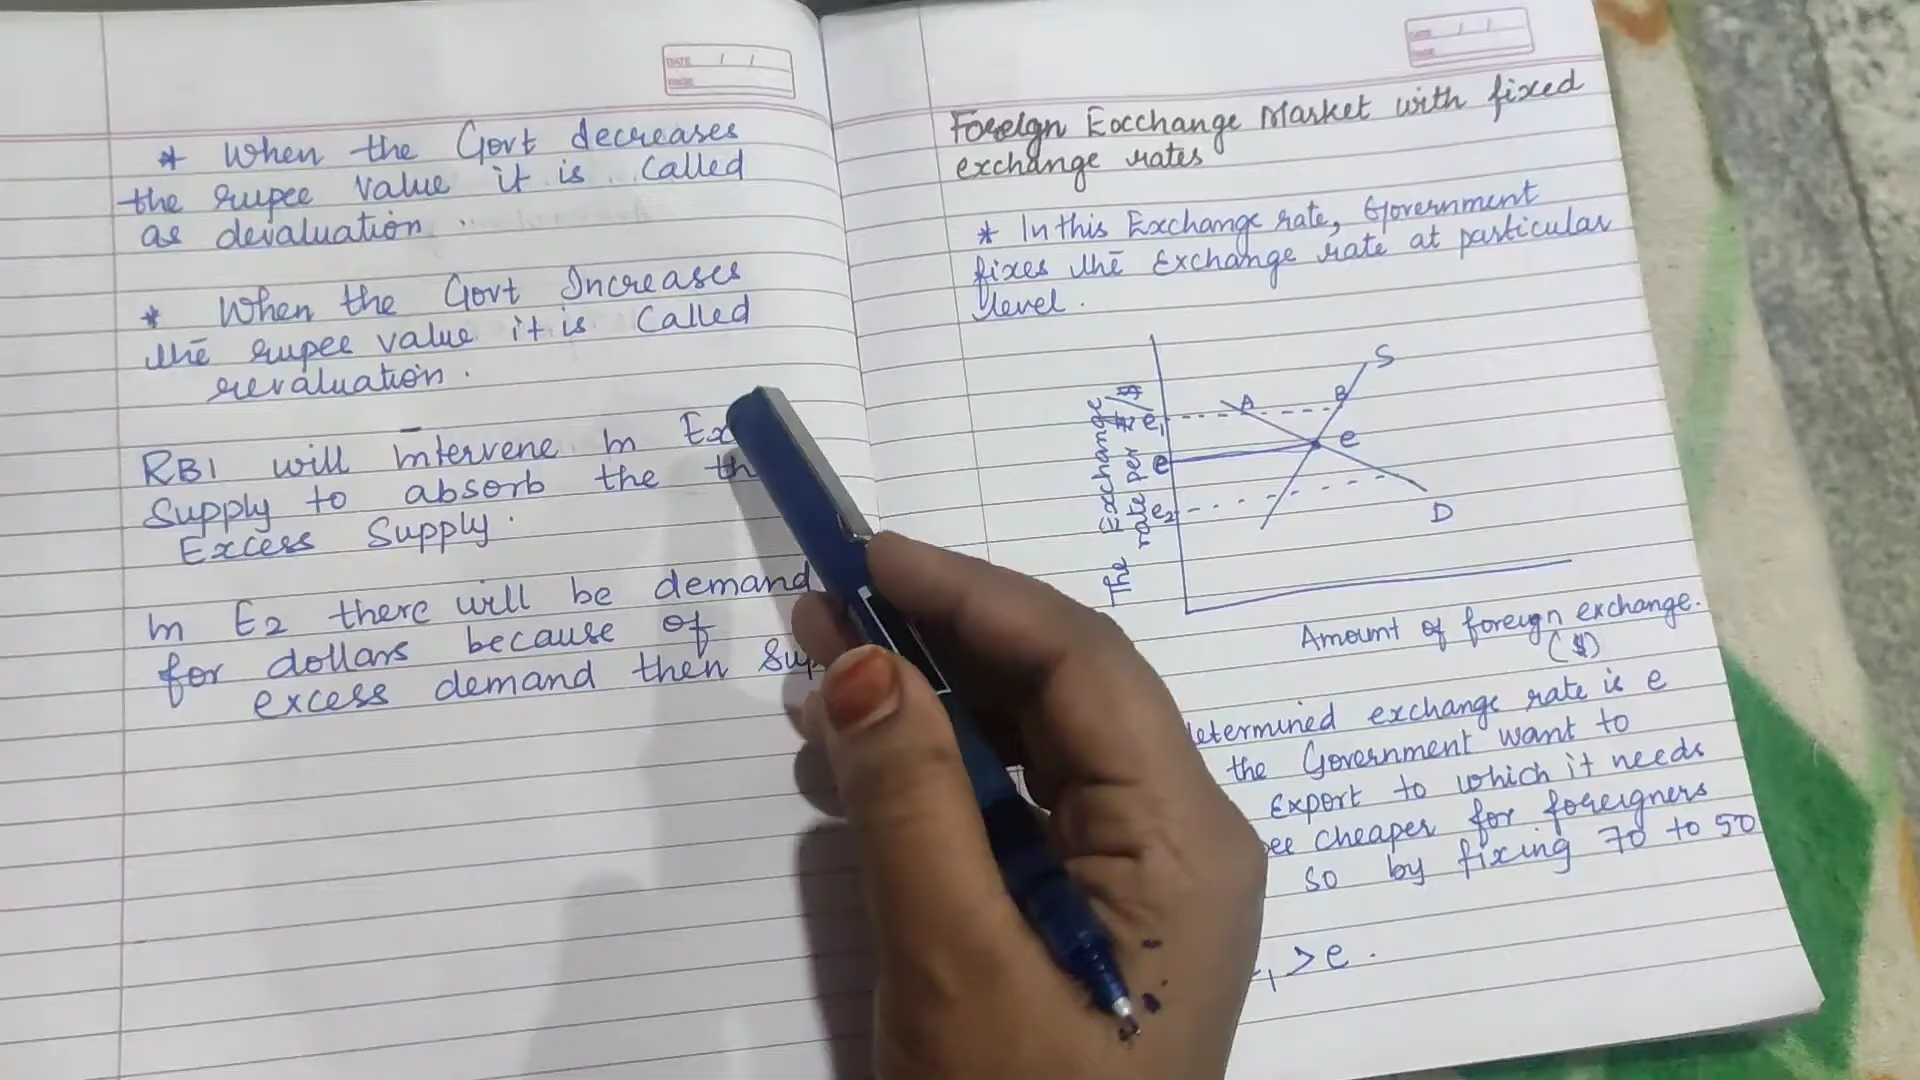 DATE / /
PAGE
* When the Govt decreases
the rupee value it is called
as devaluation.
* When the Govt Increases
the rupee value it is called
revaluation.
RBI will intervene in
Supply to absorb the
Excess Supply.
In E2 there will be demand
for dollars because of
excess demand then
DATE / /
PAGE
Foreign Exchange Market with fixed
exchange rates
* In this Exchange rate, Government
fixes the Exchange rate at particular
level.
The Exchange
rate per
S
A
B
e1
e
e
e2
D
Amount of foreign exchange.
($)
determined exchange rate is e
the Government want to
Export to which it needs
cheaper for foreigners
so by fixing 70 to 50
1 > e.